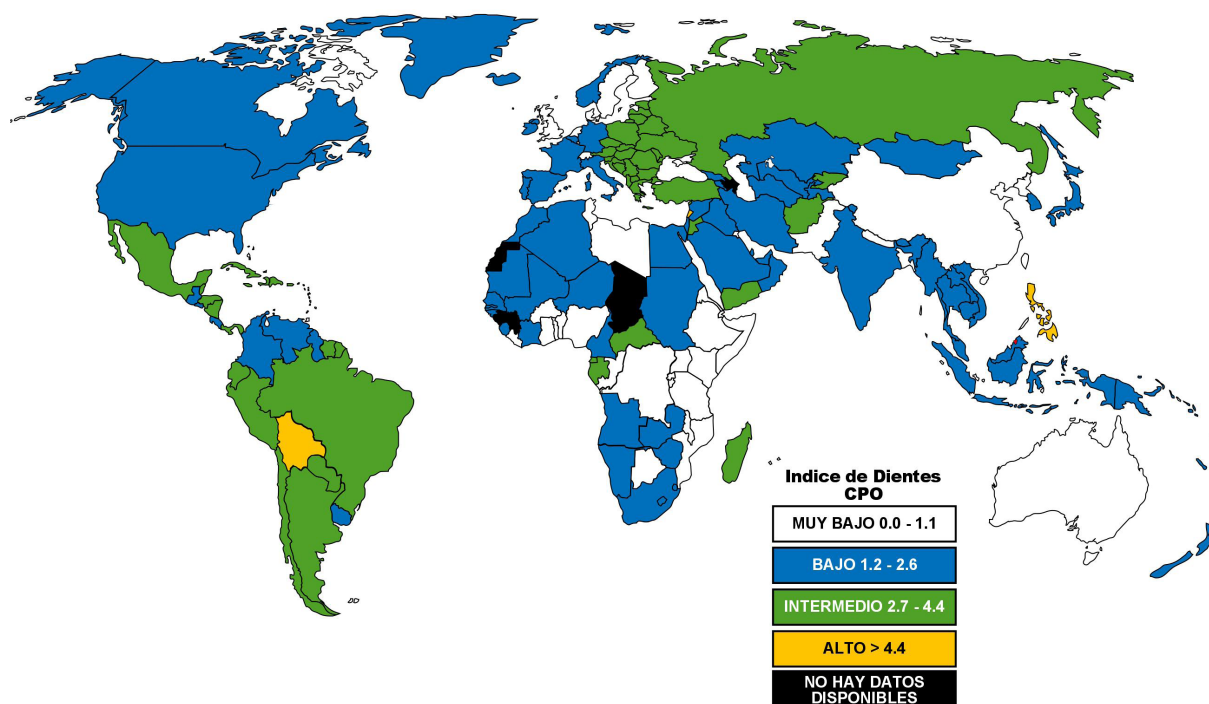 Indice de Dientes
CPO
MUY BAJO 0.0 - 1.1
BAJO 1.2 - 2.6
INTERMEDIO 2.7 - 4.4
ALTO > 4.4
NO HAY DATOS
DISPONIBLES